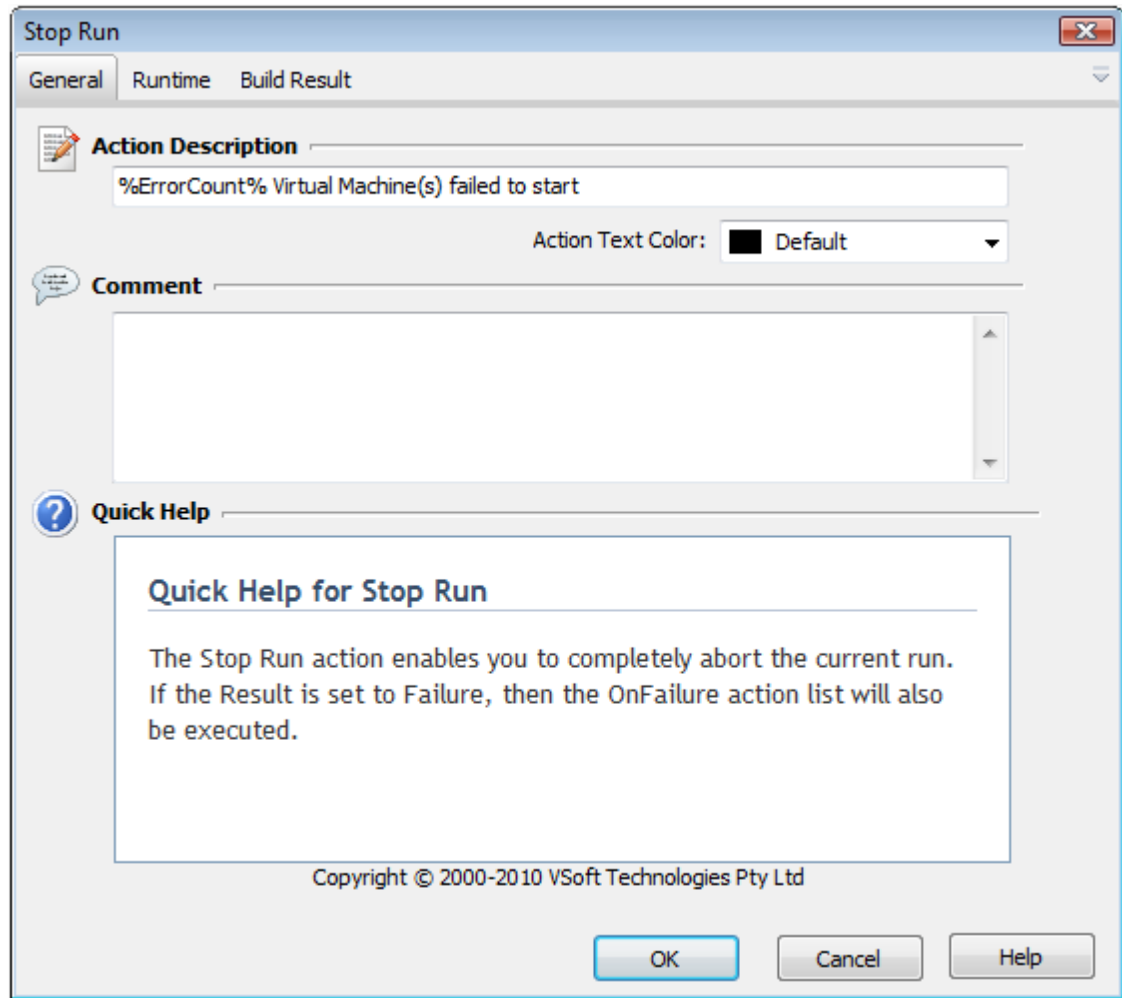 Stop Run
General Runtime Build Result
Action Description
%ErrorCount% Virtual Machine(s) failed to start
Action Text Color: Default
Comment
Quick Help
Quick Help for Stop Run
The Stop Run action enables you to completely abort the current run.
If the Result is set to Failure, then the OnFailure action list will also
be executed.
Copyright © 2000-2010 VSoft Technologies Pty Ltd
OK Cancel Help